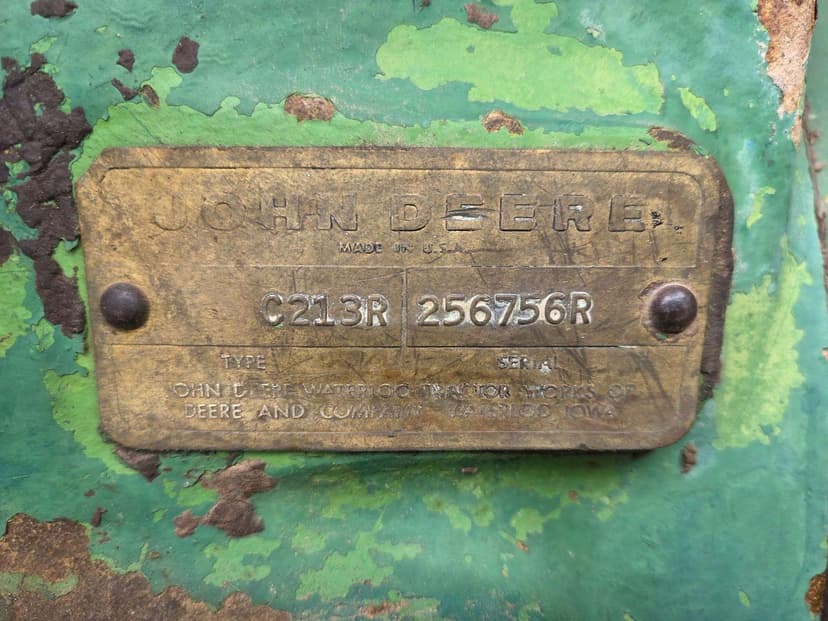 JOHN DEERE
MADE IN U.S.A.
C213R 256756R
TYPE SERIAL
JOHN DEERE WATERLOO TRACTOR WORKS OF
DEERE AND COMPANY WATERLOO, IOWA